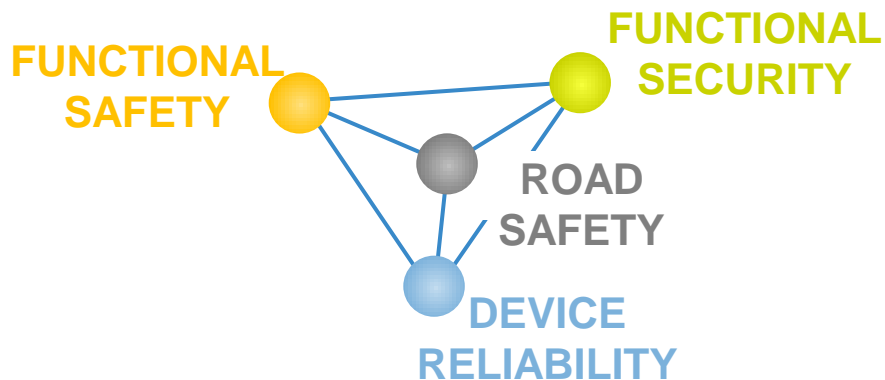 FUNCTIONAL
SAFETY
FUNCTIONAL
SECURITY
ROAD
SAFETY
DEVICE
RELIABILITY